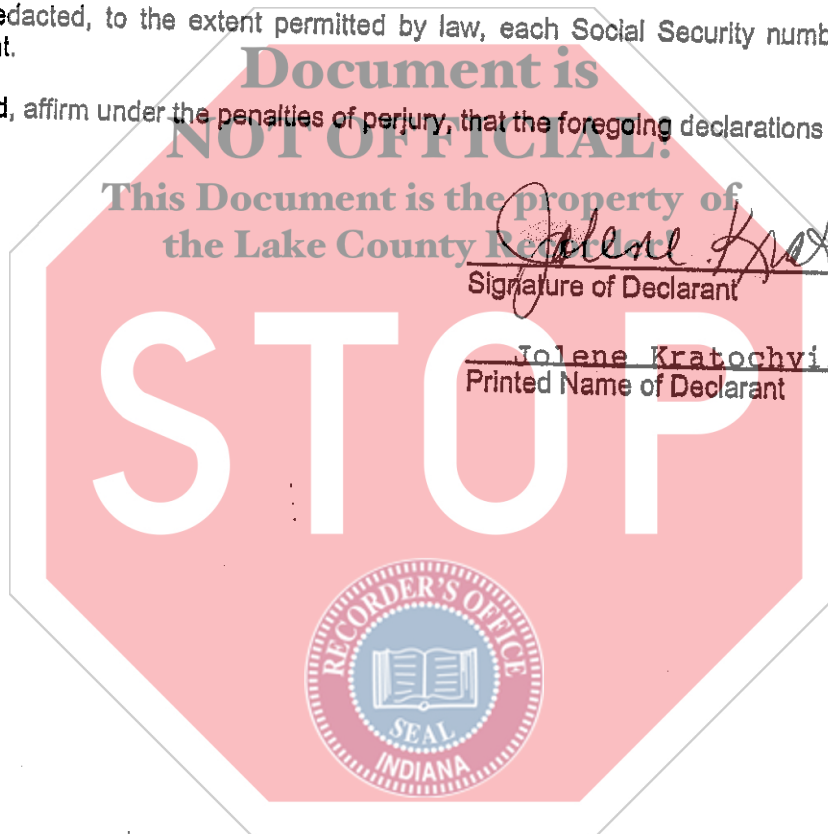 edacted, to the extent permitted by law, each Social Security numb
t.
Document is
d, affirm under the penalties of perjury, that the foregoing declarations
NOT OFFICIAL!
This Document is the property of
the Lake County Recorder!
Jolene Krat
Signature of Declarant
Jolene Kratochvi
Printed Name of Declarant
STOP
RECORDER'S OFFICE
SEAL
INDIANA